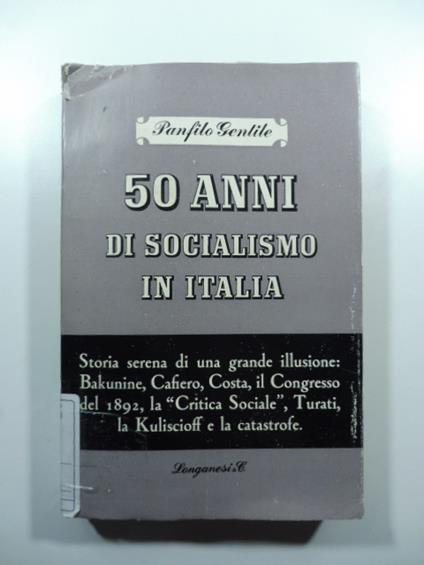 Panfilo Gentile
50 ANNI
DI SOCIALISMO
IN ITALIA
Storia serena di una grande illusione:
Bakunine, Cafiero, Costa, il Congresso
del 1892, la "Critica Sociale", Turati,
la Kuliscioff e la catastrofe.
Longanesi & C.